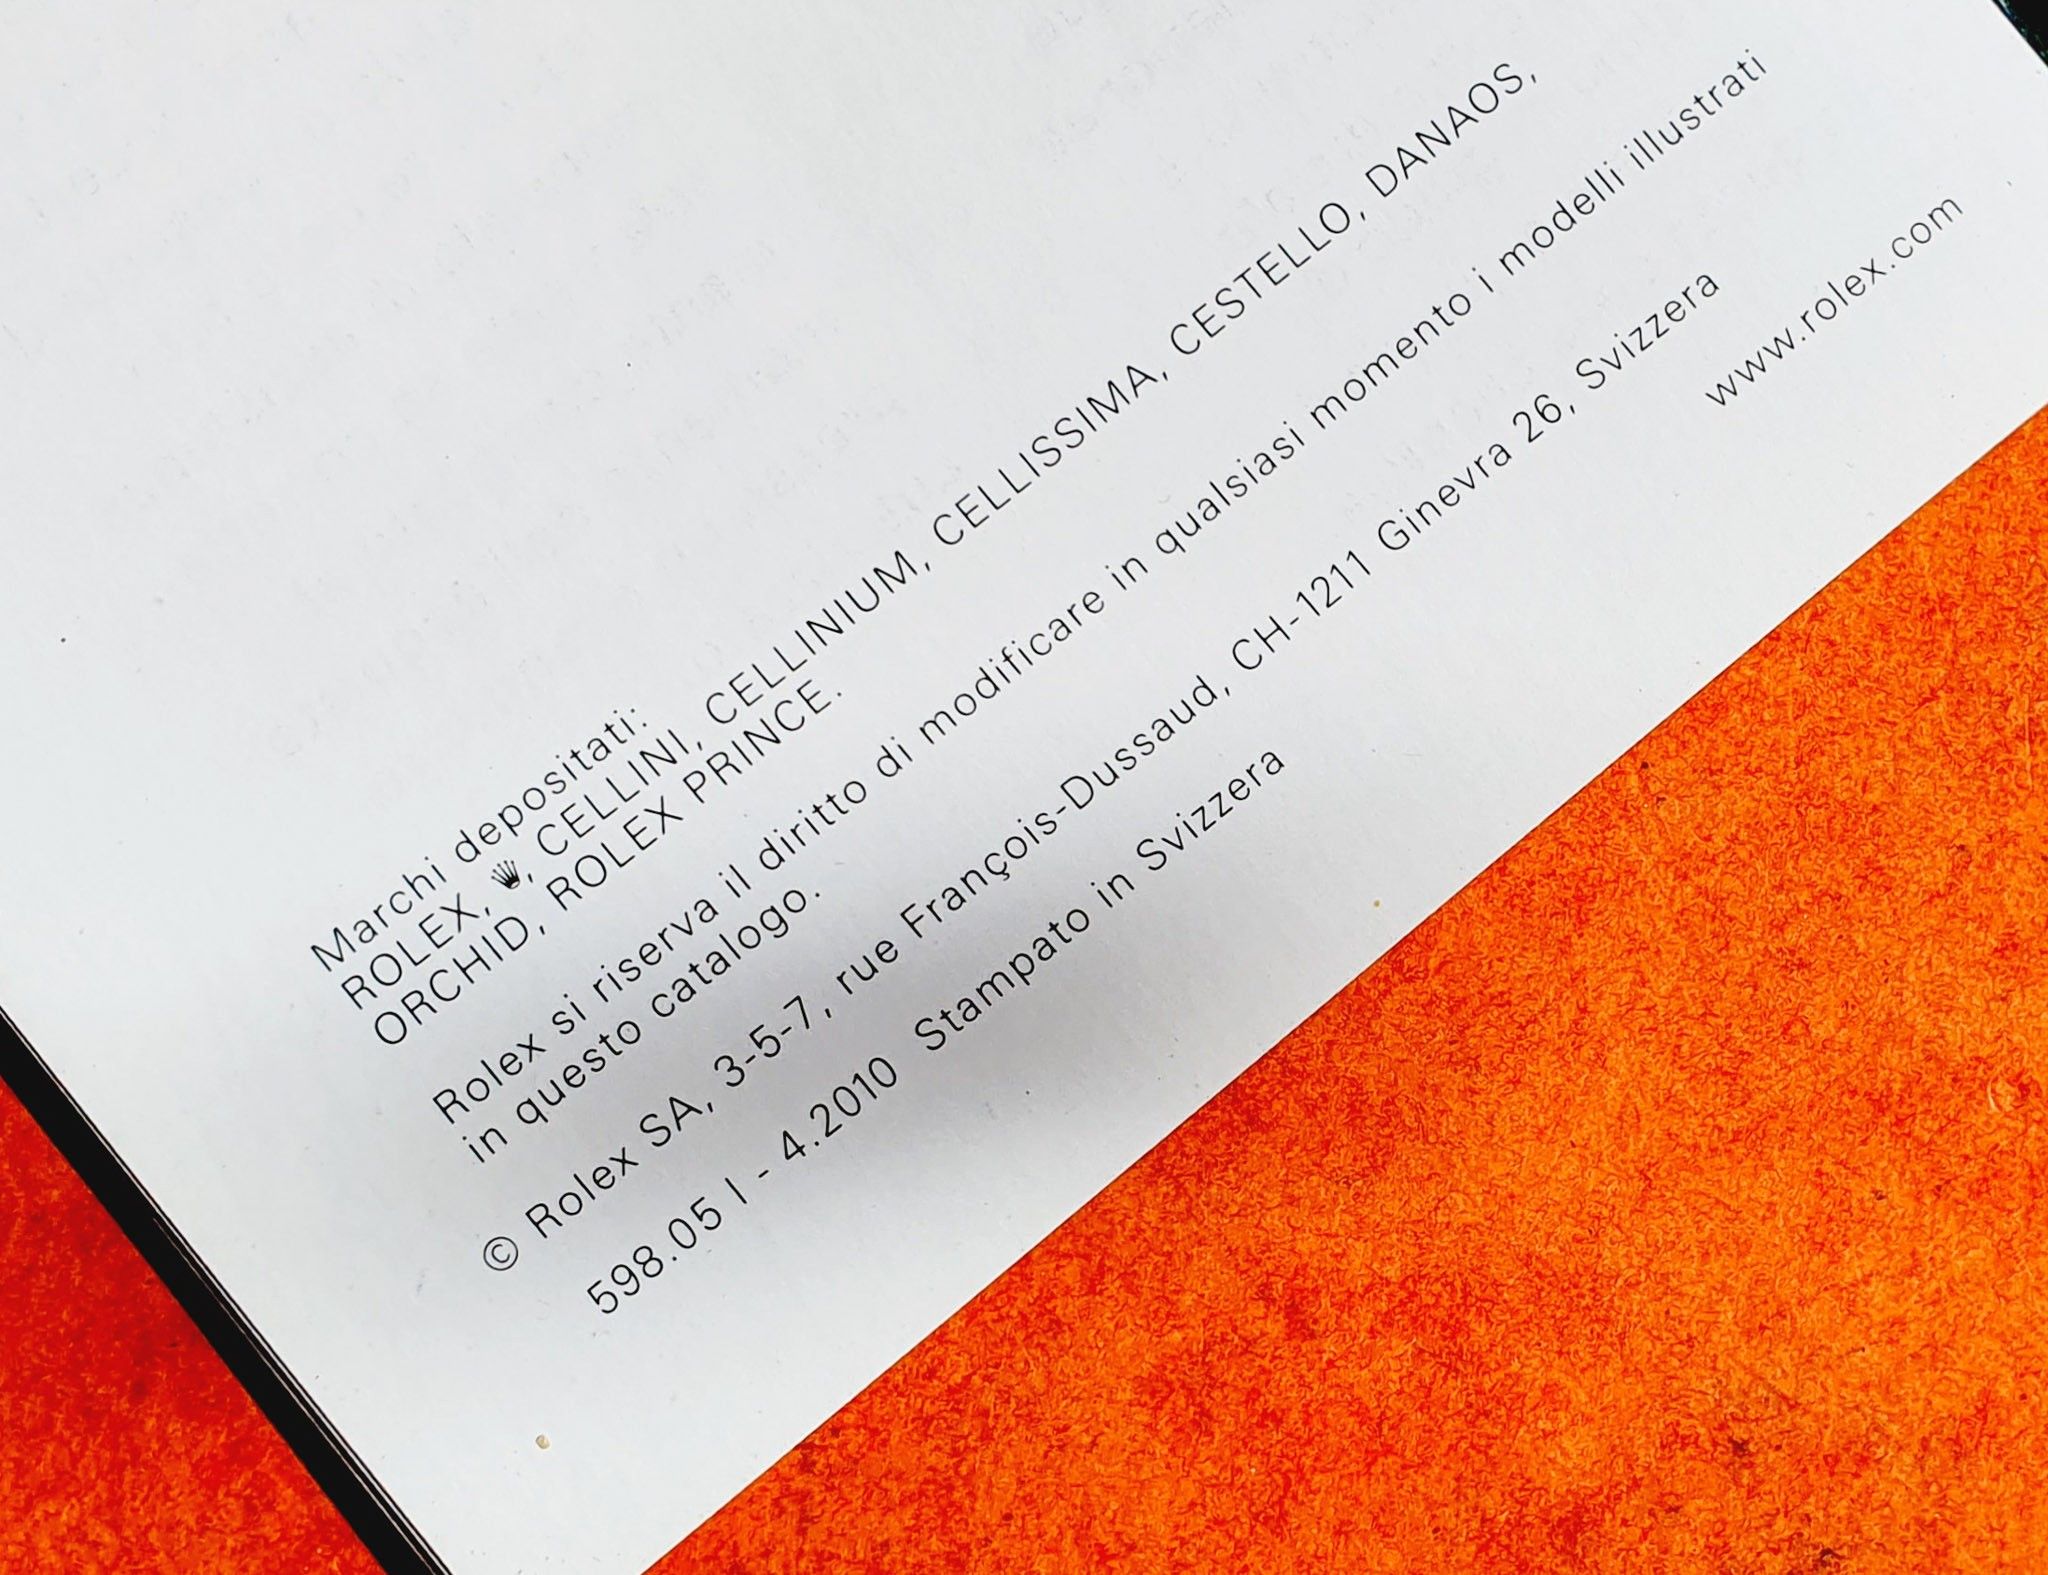 Marchi depositati:
ROLEX, , CELLINI, CELLINIUM, CELLISSIMA, CESTELLO, DANAOS,
ORCHID, ROLEX PRINCE.
Rolex si riserva il diritto di modificare in qualsiasi momento i modelli illustrati
in questo catalogo.
© Rolex SA, 3-5-7, rue François-Dussaud, CH-1211 Ginevra 26, Svizzera
598.05 I - 4.2010 Stampato in Svizzera
www.rolex.com